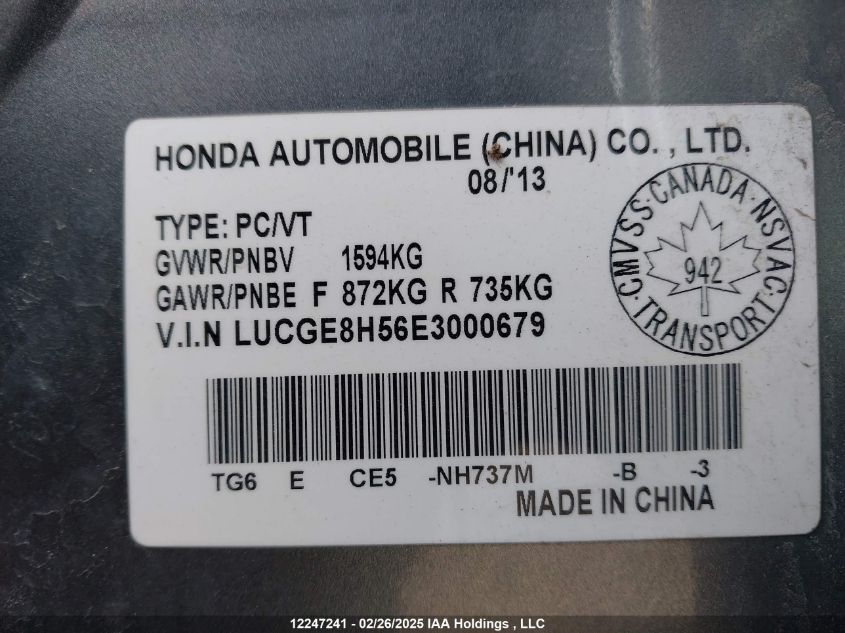 HONDA AUTOMOBILE (CHINA) CO., LTD.
08/'13
TYPE: PC/VT
GVWR/PNBV 1594KG
GAWR/PNBE F 872KG R 735KG
V.I.N LUCGE8H56E3000679
CMVSS · CANADA · NSVAC · TRANSPORT ·
942
TG6 E CE5 -NH737M -B -3
MADE IN CHINA
12247241 - 02/26/2025 IAA Holdings , LLC